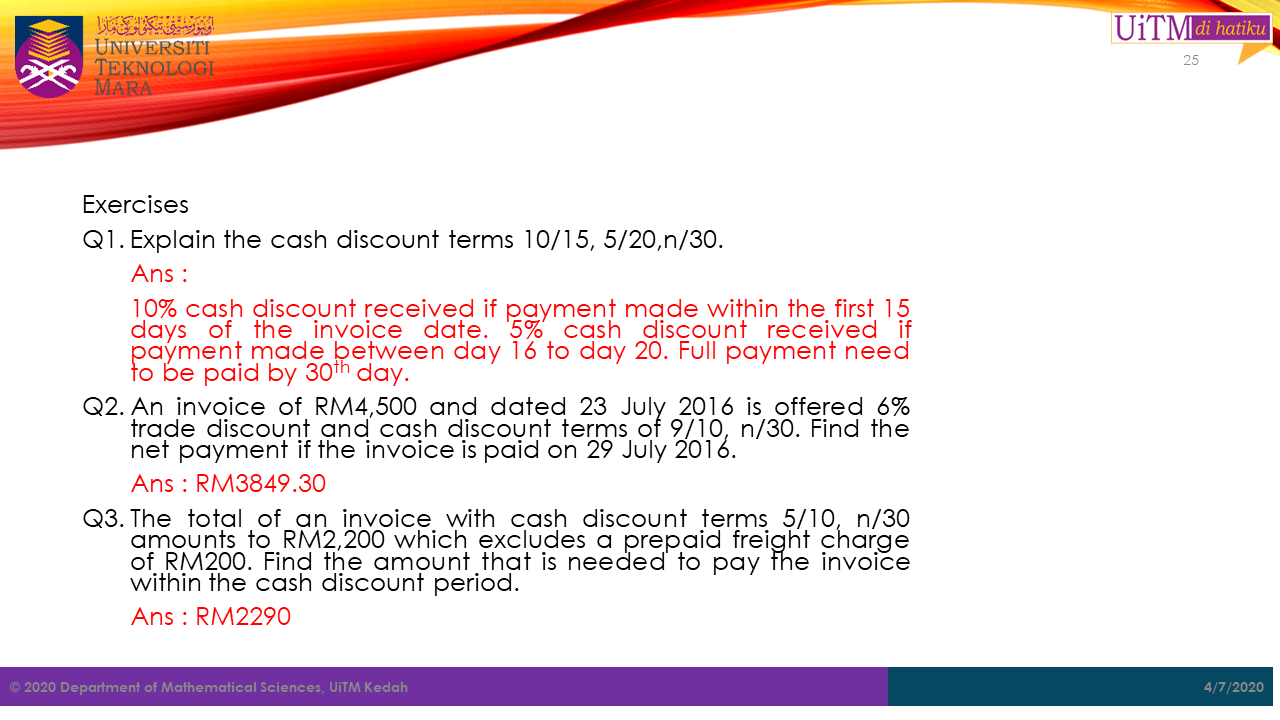 UNIVERSITI
TEKNOLOGI
MARA
UiTM di hatiku
25
Exercises
Q1. Explain the cash discount terms 10/15, 5/20,n/30.
Ans :
10% cash discount received if payment made within the first 15
days of the invoice date. 5% cash discount received if
payment made between day 16 to day 20. Full payment need
to be paid by 30th day.
Q2. An invoice of RM4,500 and dated 23 July 2016 is offered 6%
trade discount and cash discount terms of 9/10, n/30. Find the
net payment if the invoice is paid on 29 July 2016.
Ans : RM3849.30
Q3. The total of an invoice with cash discount terms 5/10, n/30
amounts to RM2,200 which excludes a prepaid freight charge
of RM200. Find the amount that is needed to pay the invoice
within the cash discount period.
Ans : RM2290
© 2020 Department of Mathematical Sciences, UiTM Kedah
4/7/2020